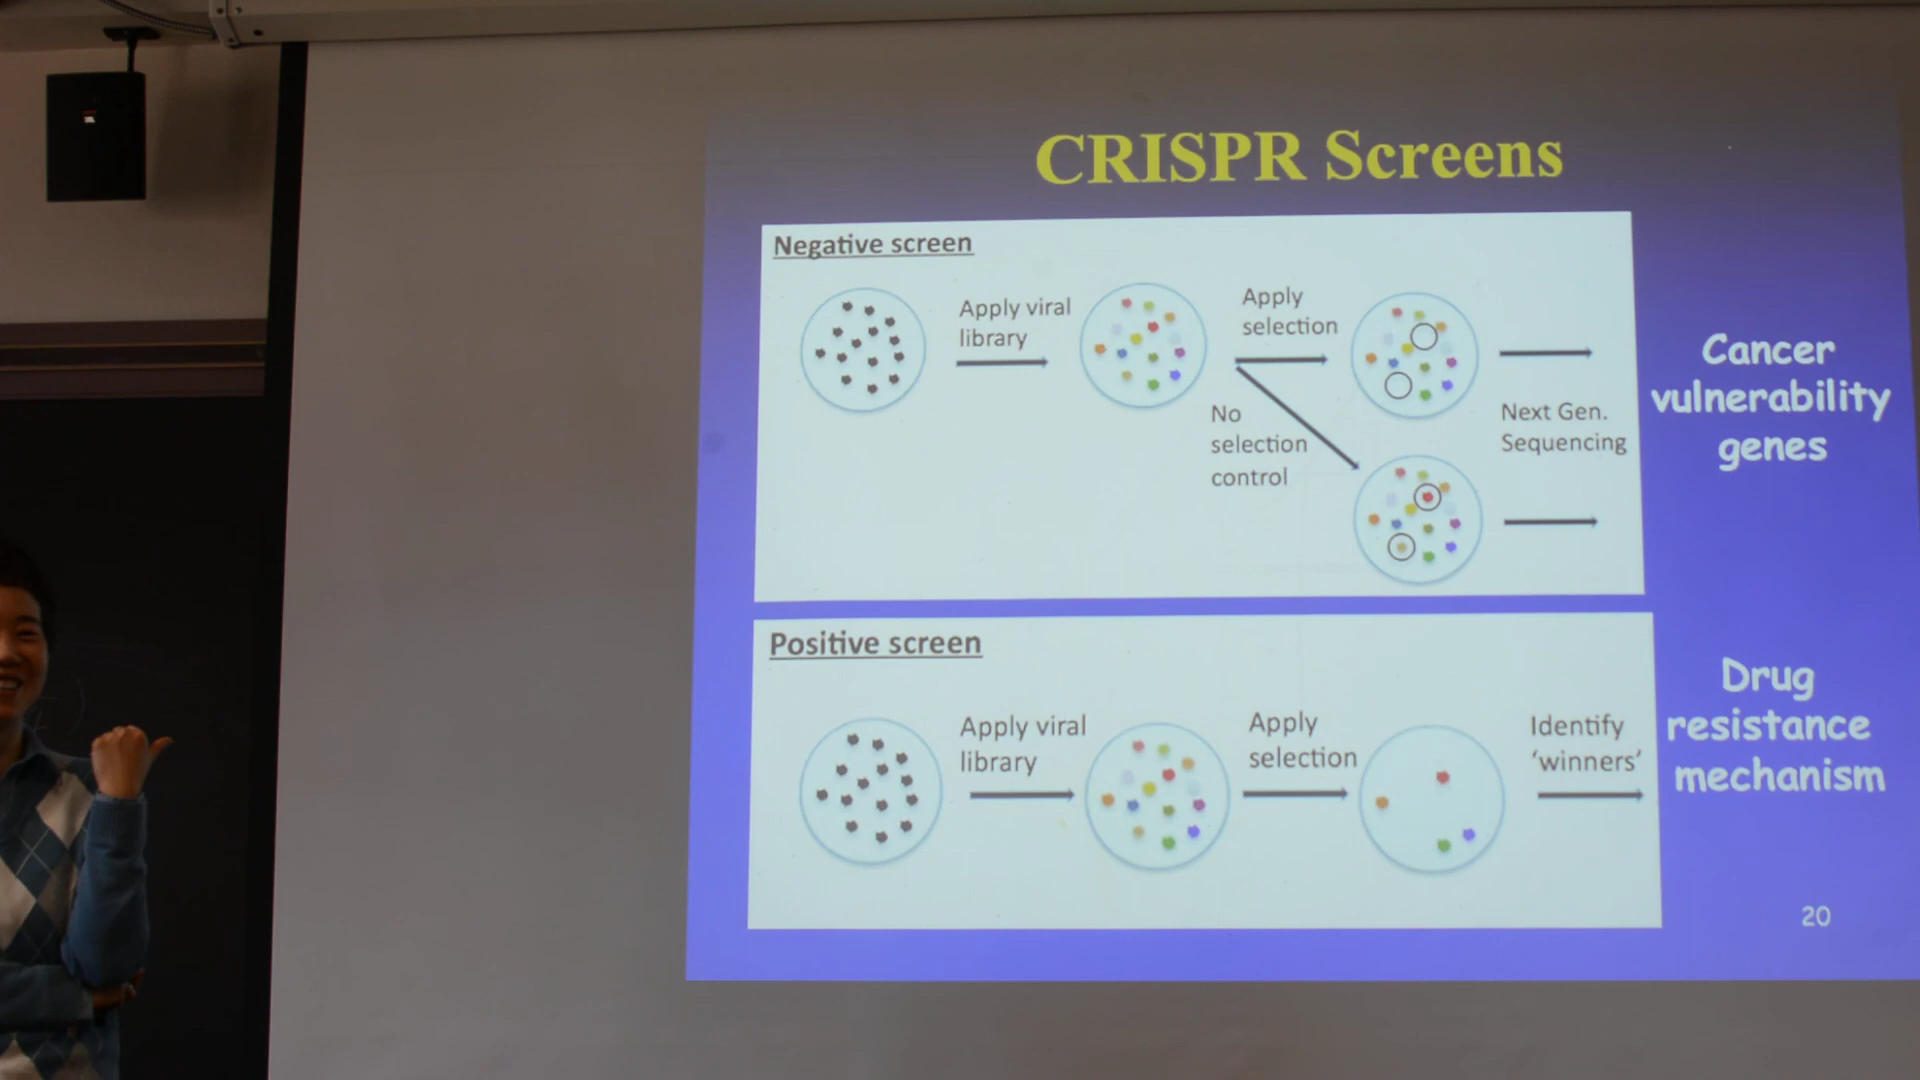 CRISPR Screens
Negative screen
Apply viral
library
Apply
selection
No
selection
control
Next Gen.
Sequencing
Cancer
vulnerability
genes
Positive screen
Apply viral
library
Apply
selection
Identify
‘winners’
Drug
resistance
mechanism
20